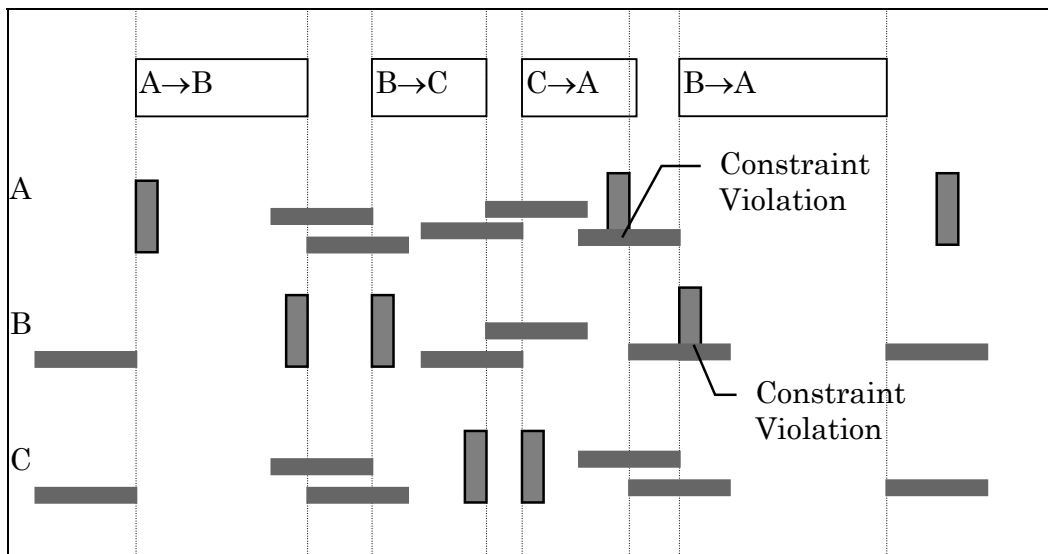 A→B
B→C
C→A
B→A
Constraint
Violation
A
B
Constraint
Violation
C